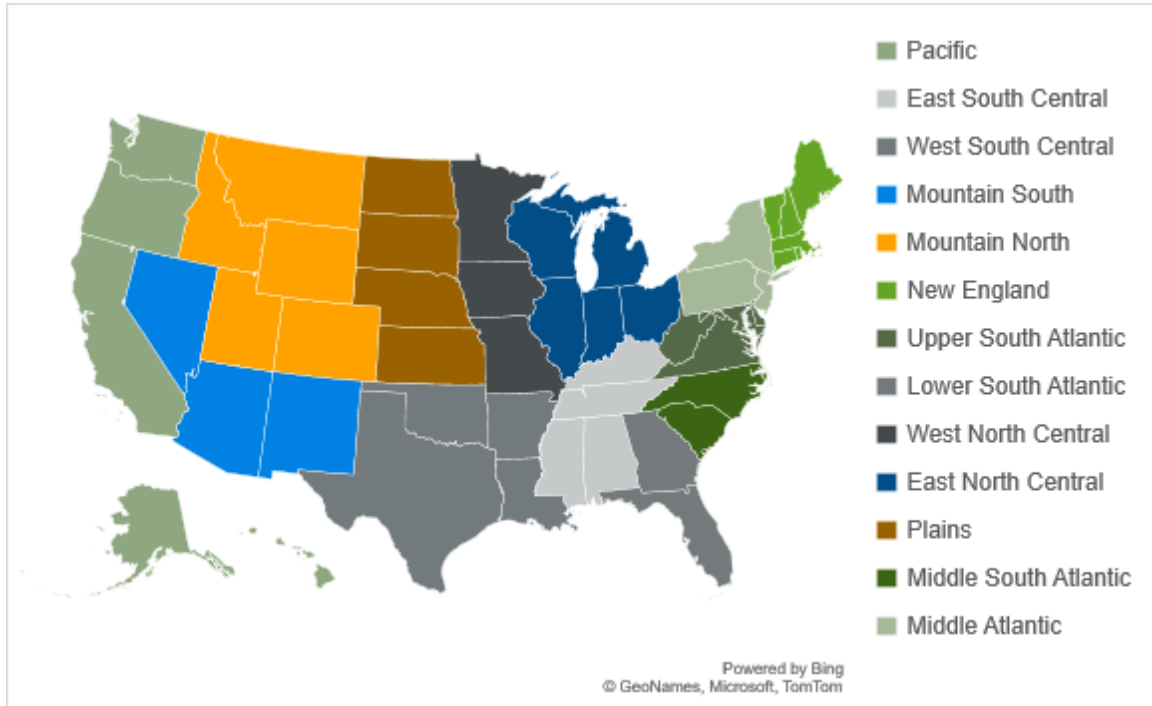 Pacific
East South Central
West South Central
Mountain South
Mountain North
New England
Upper South Atlantic
Lower South Atlantic
West North Central
East North Central
Plains
Middle South Atlantic
Middle Atlantic
Powered by Bing
© GeoNames, Microsoft, TomTom